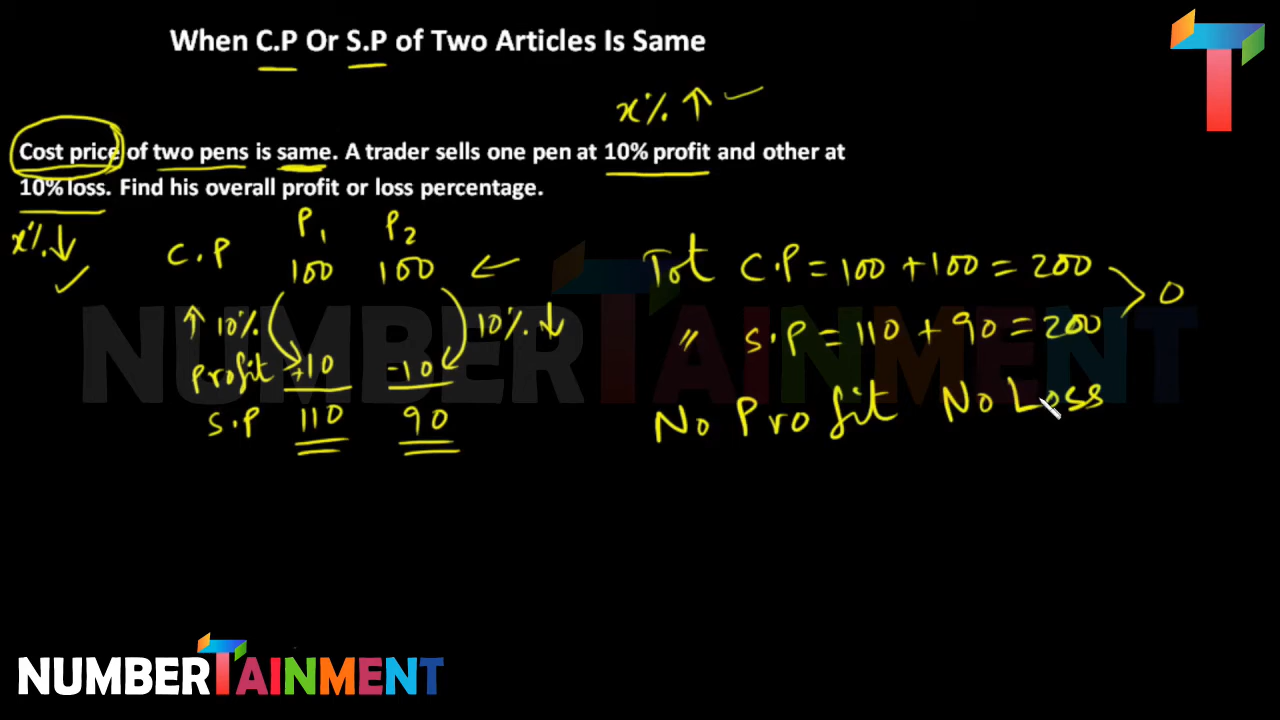 When C.P Or S.P of Two Articles Is Same
T
x% ↑
Cost price of two pens is same. A trader sells one pen at 10% profit and other at
10% loss. Find his overall profit or loss percentage.
x% ↓
P1 P2
C.P 100 100
↑ 10% 10% ↓
Profit +10 -10
S.P 110 90
Tot C.P = 100 + 100 = 200
0
" S.P = 110 + 90 = 200
No Profit No Loss
NUMBERTAINMENT
NUMBERTAINMENT